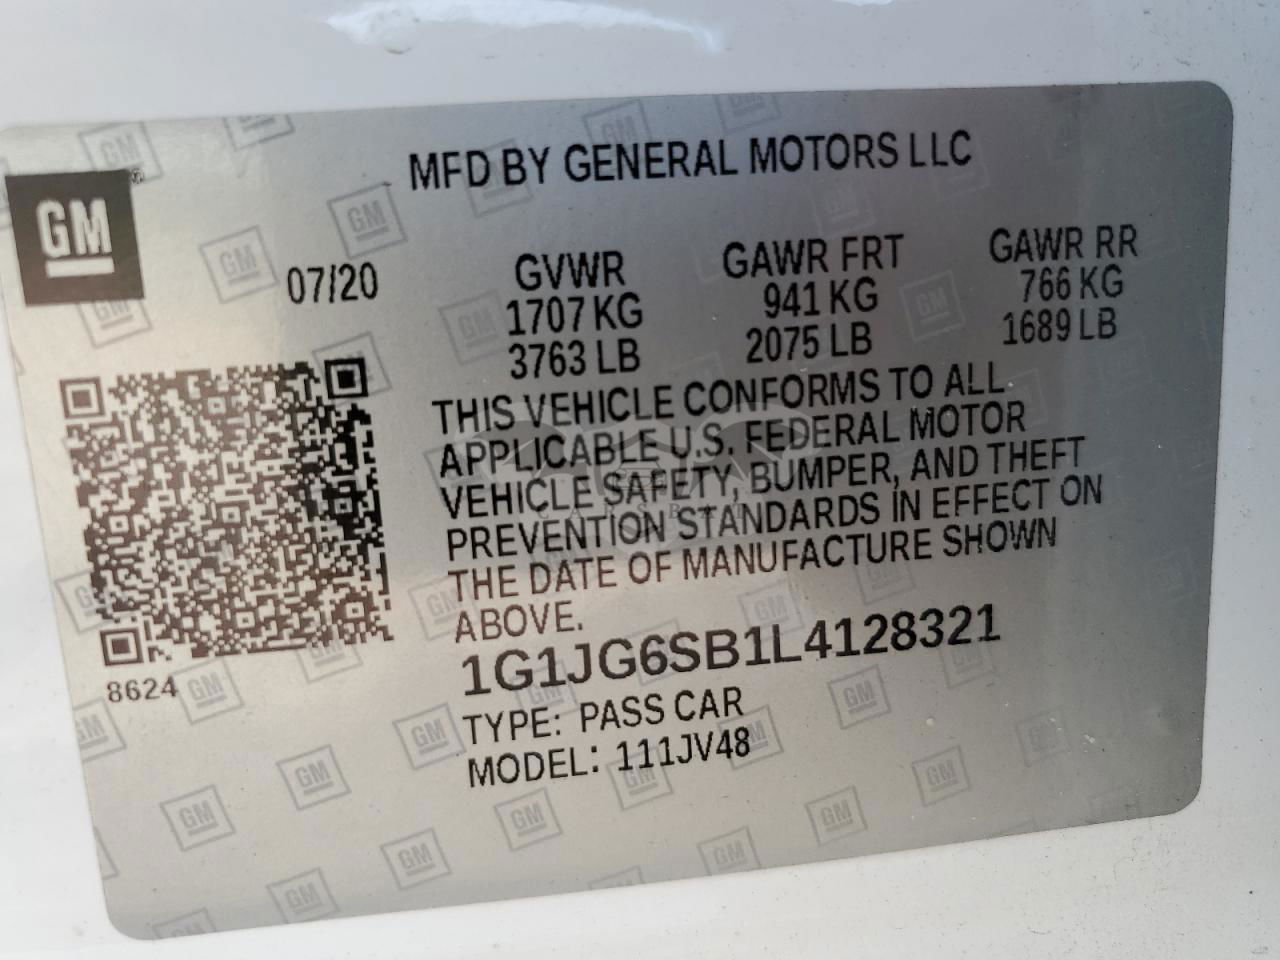 MFD BY GENERAL MOTORS LLC
GM
07/20
GVWR GAWR FRT GAWR RR
1707 KG 941 KG 766 KG
3763 LB 2075 LB 1689 LB
THIS VEHICLE CONFORMS TO ALL
APPLICABLE U.S. FEDERAL MOTOR
VEHICLE SAFETY, BUMPER, AND THEFT
PREVENTION STANDARDS IN EFFECT ON
THE DATE OF MANUFACTURE SHOWN
ABOVE.
1G1JG6SB1L4128321
8624
TYPE: PASS CAR
MODEL: 111JV48